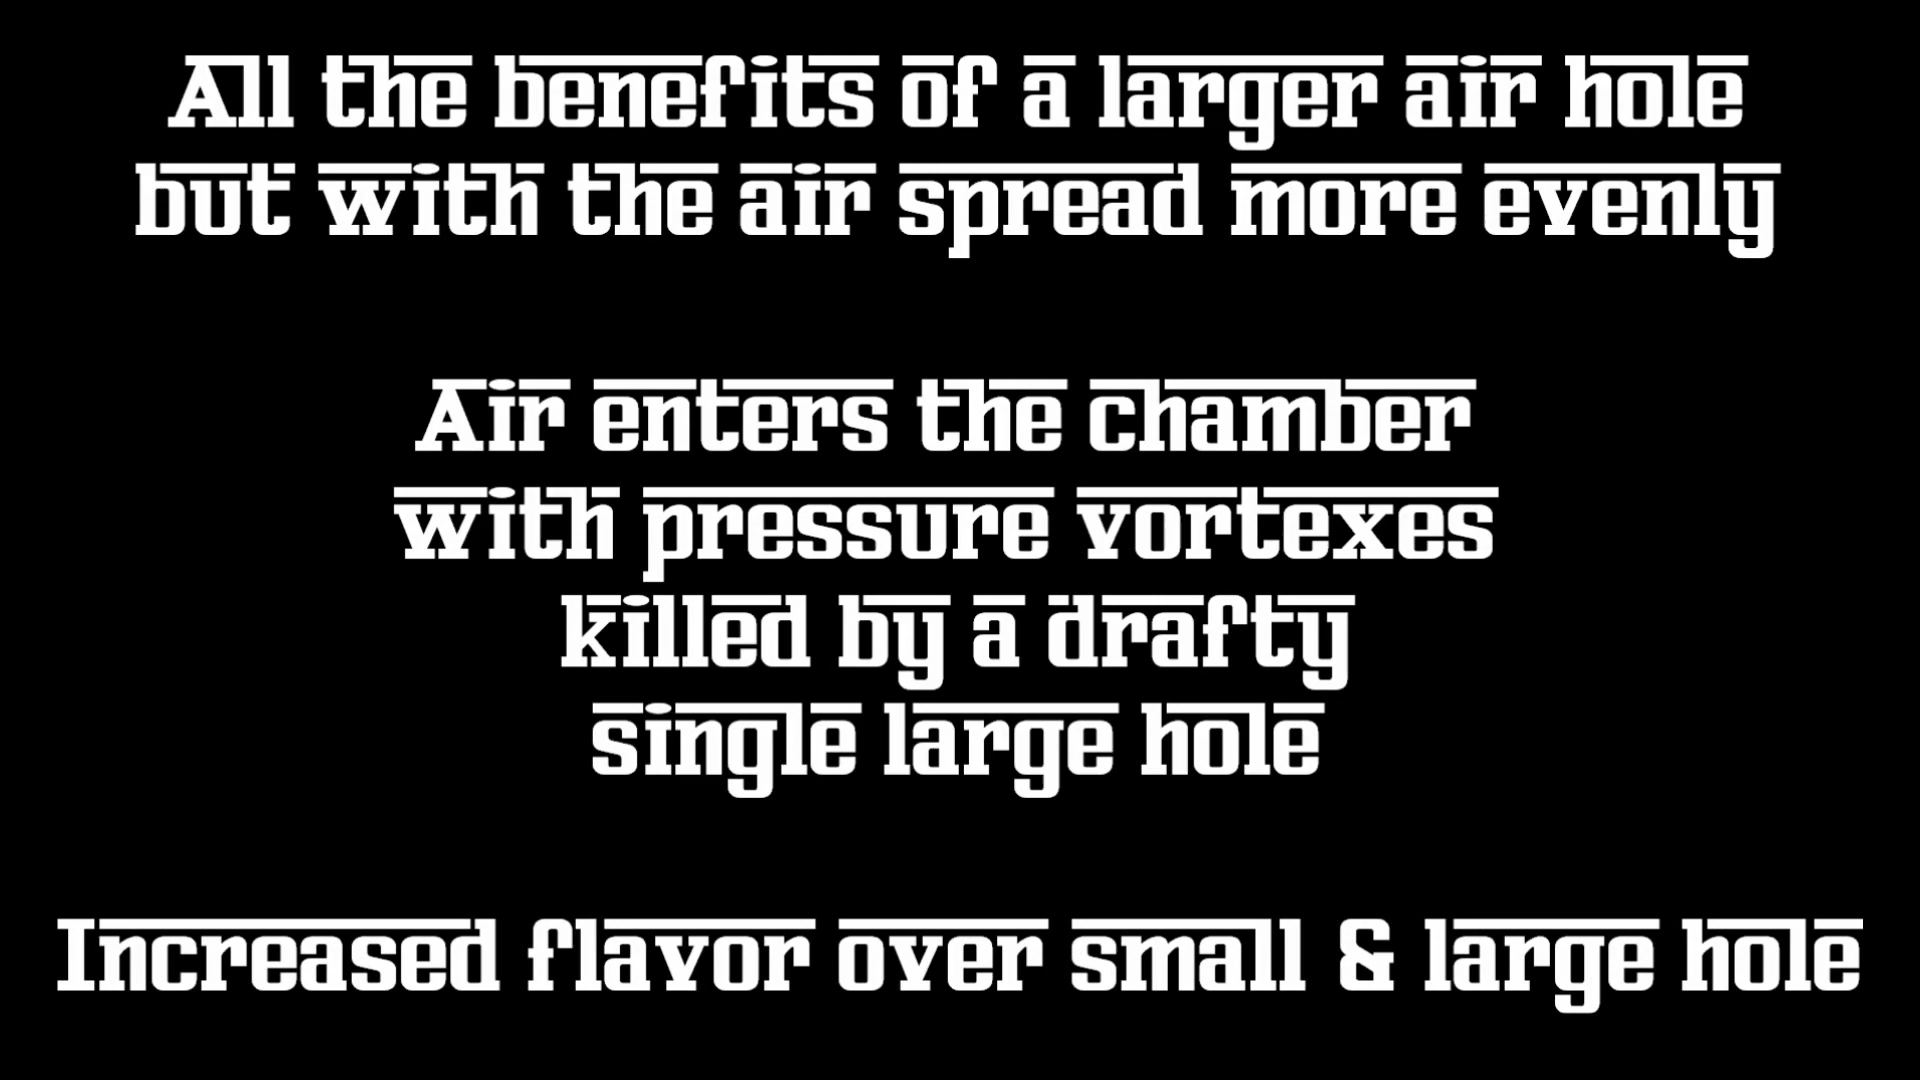 All the benefits of a larger air hole
but with the air spread more evenly
Air enters the chamber
with pressure vortexes
killed by a drafty
single large hole
Increased flavor over small & large hole